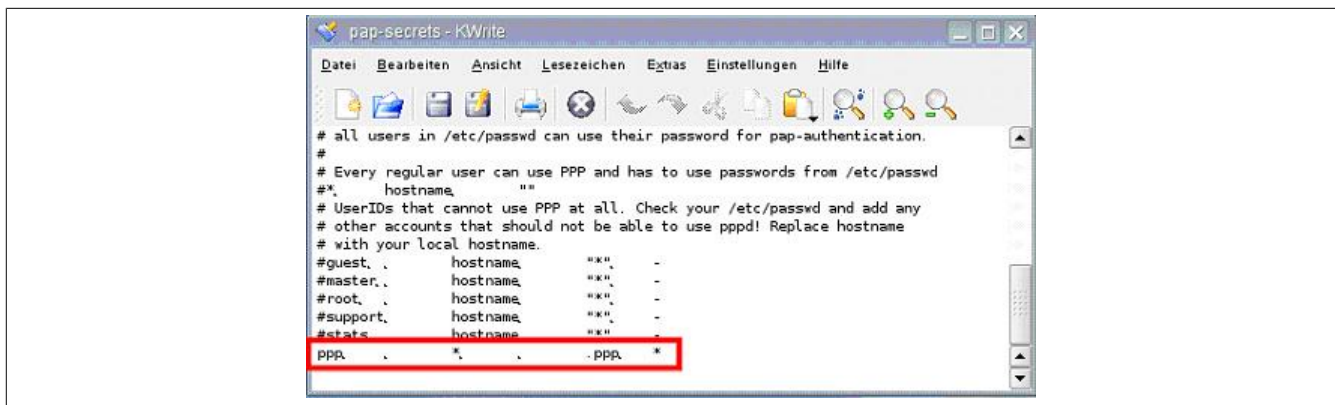 pap-secrets - KWrite
Datei Bearbeiten Ansicht Lesezeichen Extras Einstellungen Hilfe
# all users in /etc/passwd can use their password for pap-authentication.
#
# Every regular user can use PPP and has to use passwords from /etc/passwd
#* hostname ""
# UserIDs that cannot use PPP at all. Check your /etc/passwd and add any
# other accounts that should not be able to use pppd! Replace hostname
# with your local hostname.
#guest hostname "*" -
#master hostname "*" -
#root hostname "*" -
#support hostname "*" -
#stats hostname "*" -
ppp * ppp *